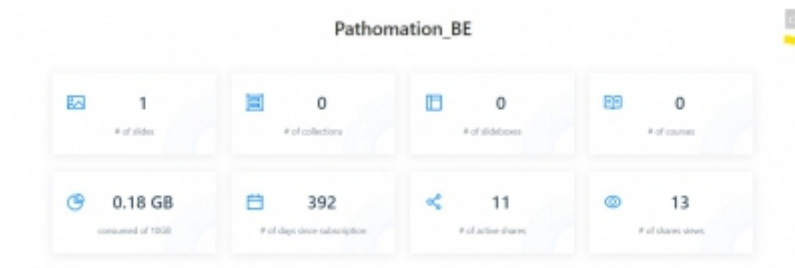 Pathomation_BE
1
# of slides
0
# of collections
0
# of slideboxes
0
# of courses
0.18 GB
consumed of 10GB
392
# of days since subscription
11
# of active shares
13
# of shares views